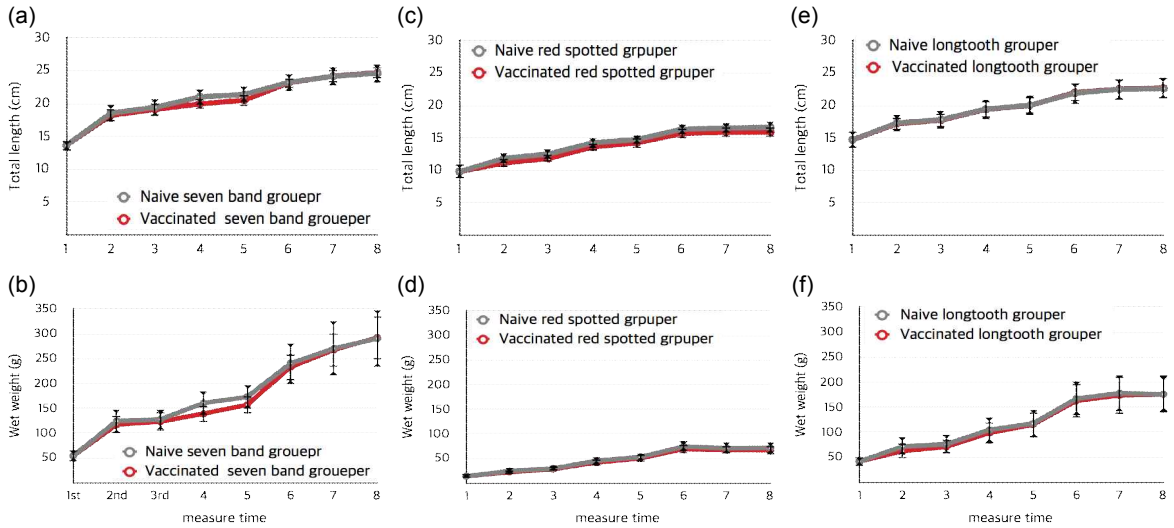 (a)
Total length (cm)
30
25
20
15
10
5
Naive seven band grouepr
Vaccinated seven band groueper
1 2 3 4 5 6 7 8
(c)
Total length (cm)
30
25
20
15
10
5
Naive red spotted grpuper
Vaccinated red spotted grpuper
1 2 3 4 5 6 7 8
(e)
Total length (cm)
30
25
20
15
10
5
Naive longtooth grouper
Vaccinated longtooth grouper
1 2 3 4 5 6 7 8
(b)
Wet weight (g)
350
300
250
200
150
100
50
Naive seven band grouepr
Vaccinated seven band groueper
1st 2nd 3rd 4 5 6 7 8
measure time
(d)
Wet weight (g)
350
300
250
200
150
100
50
Naive red spotted grpuper
Vaccinated red spotted grpuper
1 2 3 4 5 6 7 8
measure time
(f)
Wet weight (g)
350
300
250
200
150
100
50
Naive longtooth grouper
Vaccinated longtooth grouper
1 2 3 4 5 6 7 8
measure time